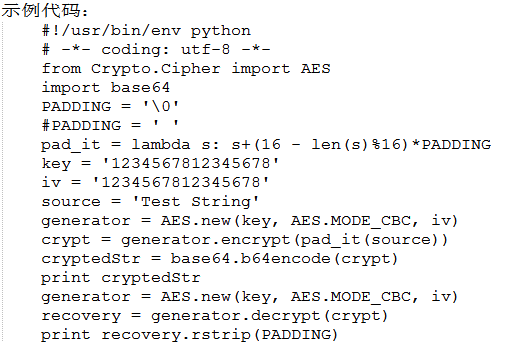 示例代码:
#!/usr/bin/env python
# -*- coding: utf-8 -*-
from Crypto.Cipher import AES
import base64
PADDING = '\0'
#PADDING = ' '
pad_it = lambda s: s+(16 - len(s)%16)*PADDING
key = '1234567812345678'
iv = '1234567812345678'
source = 'Test String'
generator = AES.new(key, AES.MODE_CBC, iv)
crypt = generator.encrypt(pad_it(source))
cryptedStr = base64.b64encode(crypt)
print cryptedStr
generator = AES.new(key, AES.MODE_CBC, iv)
recovery = generator.decrypt(crypt)
print recovery.rstrip(PADDING)